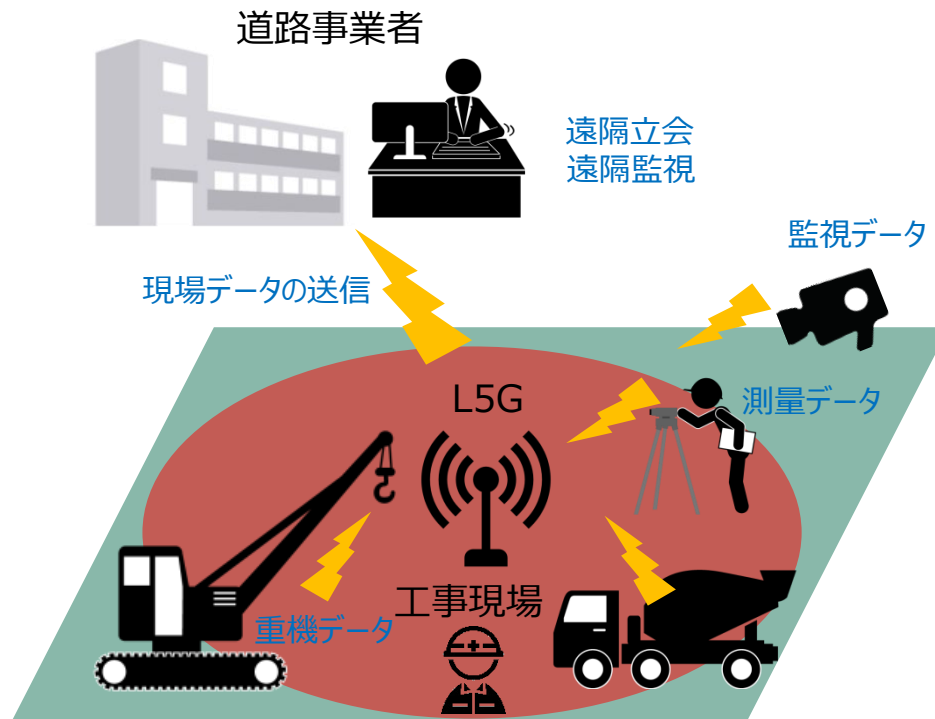 道路事業者
遠隔立会
遠隔監視
監視データ
現場データの送信
L5G
測量データ
工事現場
重機データ